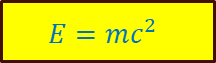 E = mc²